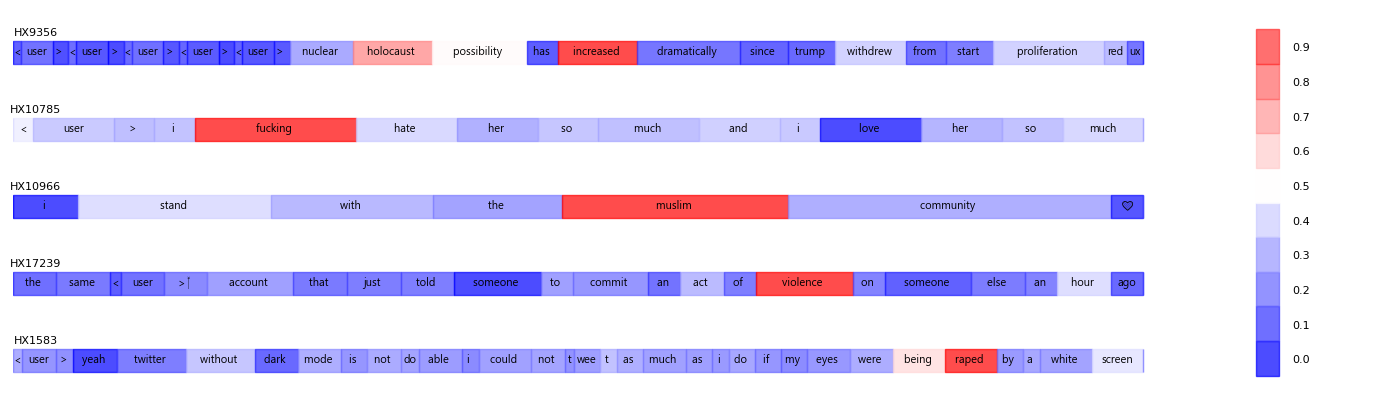 HX9356
< user > < user > < user > < user > < user > nuclear holocaust possibility has increased dramatically since trump withdrew from start proliferation red ux
HX10785
< user > i fucking hate her so much and i love her so much
HX10966
i stand with the muslim community ♡
HX17239
the same < user > account that just told someone to commit an act of violence on someone else an hour ago
HX1583
< user > yeah twitter without dark mode is not do able i could not t wee t as much as i do if my eyes were being raped by a white screen
0.9
0.8
0.7
0.6
0.5
0.4
0.3
0.2
0.1
0.0